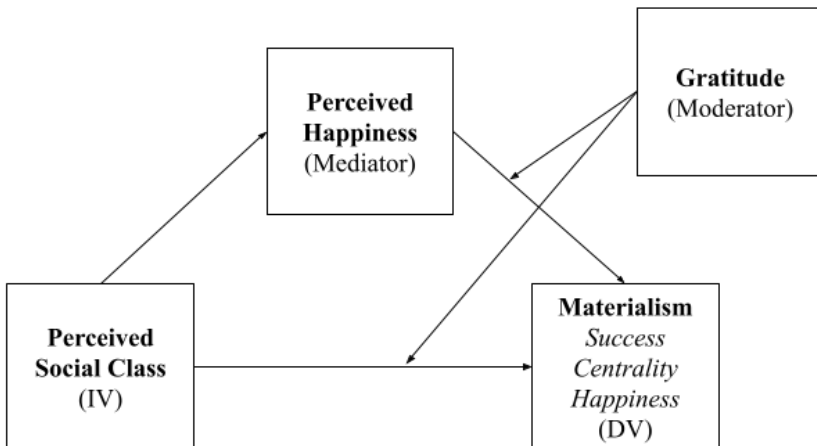 Gratitude
(Moderator)
Perceived
Happiness
(Mediator)
Perceived
Social Class
(IV)
Materialism
Success
Centrality
Happiness
(DV)